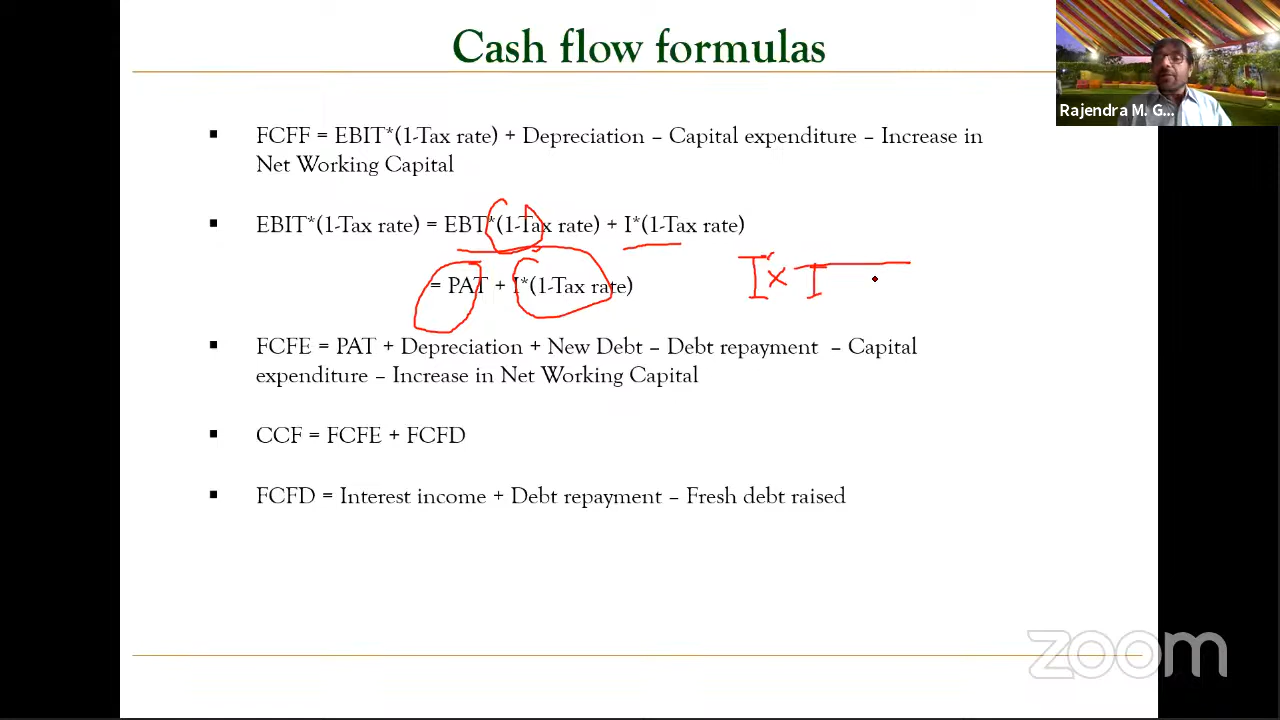 Cash flow formulas
Rajendra M. G...
FCFF = EBIT*(1-Tax rate) + Depreciation – Capital expenditure – Increase in
Net Working Capital
EBIT*(1-Tax rate) = EBT*(1-Tax rate) + I*(1-Tax rate)
= PAT + I*(1-Tax rate)
I × T
FCFE = PAT + Depreciation + New Debt – Debt repayment – Capital
expenditure – Increase in Net Working Capital
CCF = FCFE + FCFD
FCFD = Interest income + Debt repayment – Fresh debt raised
zoom